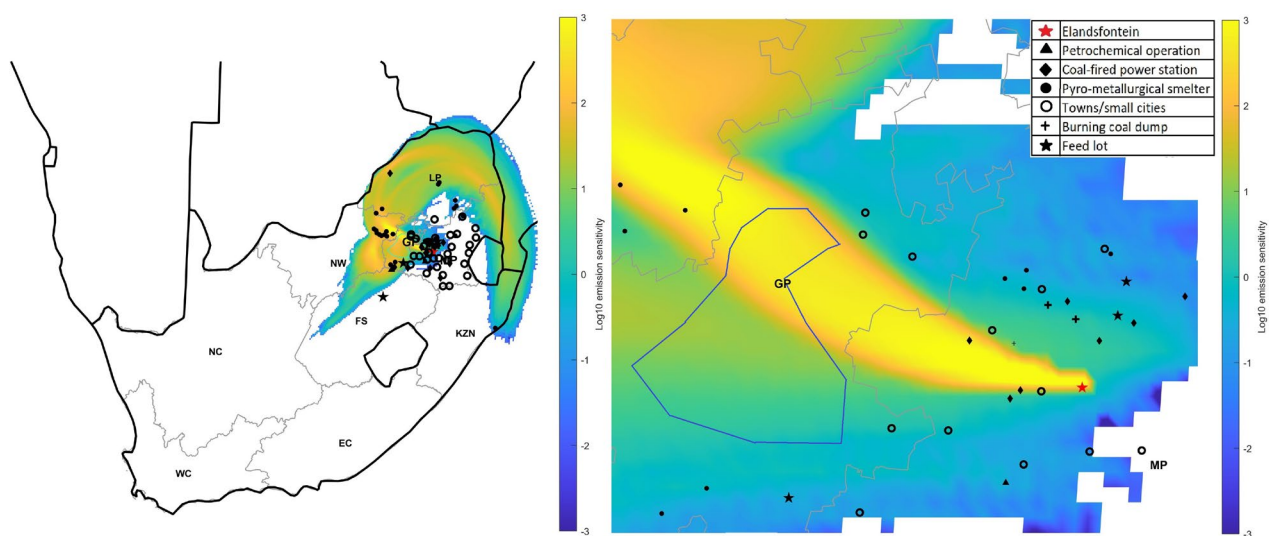 LP
GP
NW
MP
FS
KZN
NC
EC
WC
3
2
1
0
-1
-2
-3
Log10 emission sensitivity
Elandsfontein
Petrochemical operation
Coal-fired power station
Pyro-metallurgical smelter
Towns/small cities
Burning coal dump
Feed lot
GP
MP
3
2
1
0
-1
-2
-3
Log10 emission sensitivity